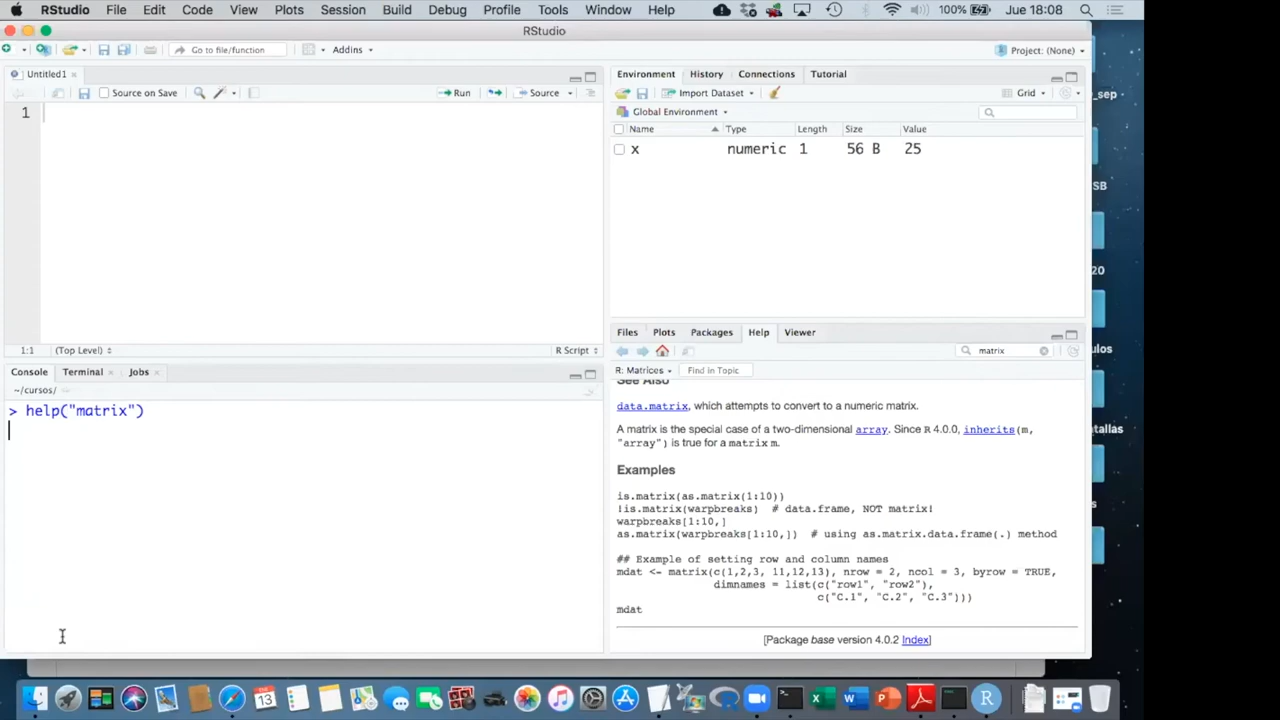 RStudio File Edit Code View Plots Session Build Debug Profile Tools Window Help 100% Jue 18:08
RStudio
Go to file/function Addins Project: (None)
Untitled1
Source on Save Run Source
1
1:1 (Top Level) R Script
Console Terminal Jobs
~/cursos/
> help("matrix")
Environment History Connections Tutorial
Import Dataset Grid
Global Environment
Name Type Length Size Value
x numeric 1 56 B 25
Files Plots Packages Help Viewer
matrix
R: Matrices Find in Topic
See Also
data.matrix, which attempts to convert to a numeric matrix.
A matrix is the special case of a two-dimensional array. Since R 4.0.0, inherits(m,
"array") is true for a matrix m.
Examples
is.matrix(as.matrix(1:10))
!is.matrix(warpbreaks) # data.frame, NOT matrix!
warpbreaks[1:10,]
as.matrix(warpbreaks[1:10,]) # using as.matrix.data.frame(.) method
## Example of setting row and column names
mdat <- matrix(c(1,2,3, 11,12,13), nrow = 2, ncol = 3, byrow = TRUE,
dimnames = list(c("row1", "row2"),
c("C.1", "C.2", "C.3")))
mdat
[Package base version 4.0.2 Index]
_sep
SB
20
ulos
tallas
s
13